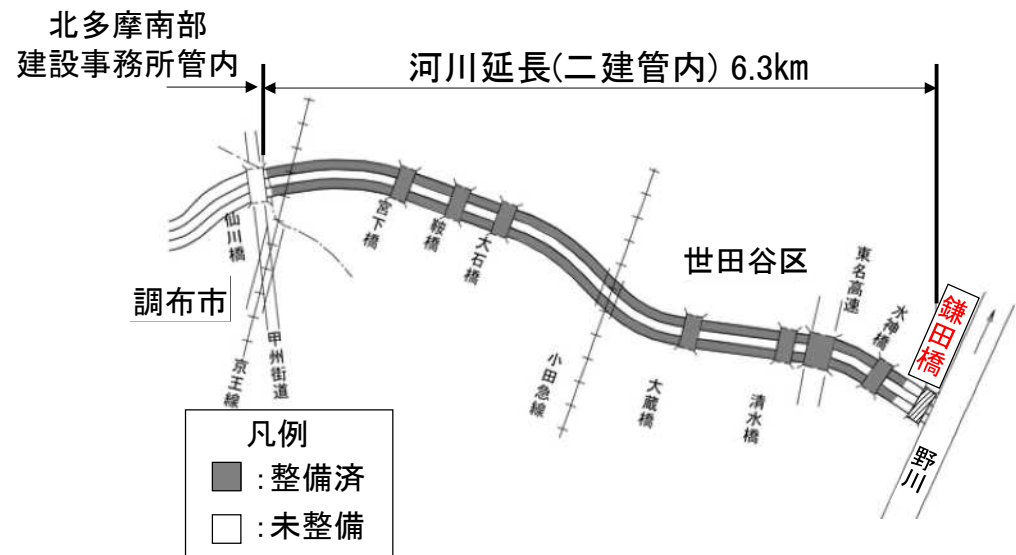 北多摩南部
建設事務所管内
河川延長(二建管内) 6.3km
仙川橋
宮下橋
鞍橋
大石橋
世田谷区
東名高速
水神橋
鎌田橋
調布市
甲州街道
京王線
小田急線
大蔵橋
清水橋
野川
凡例
:整備済
:未整備